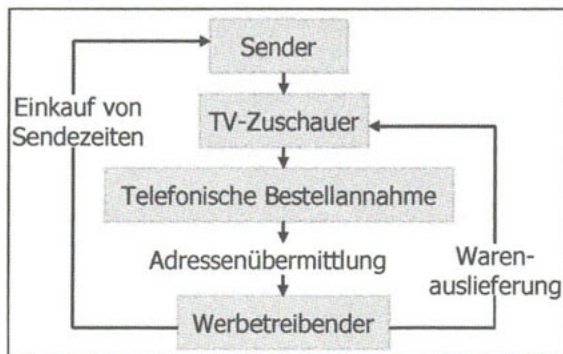 Sender
Einkauf von
Sendezeiten
TV-Zuschauer
Telefonische Bestellannahme
Adressenübermittlung
Waren-
auslieferung
Werbetreibender